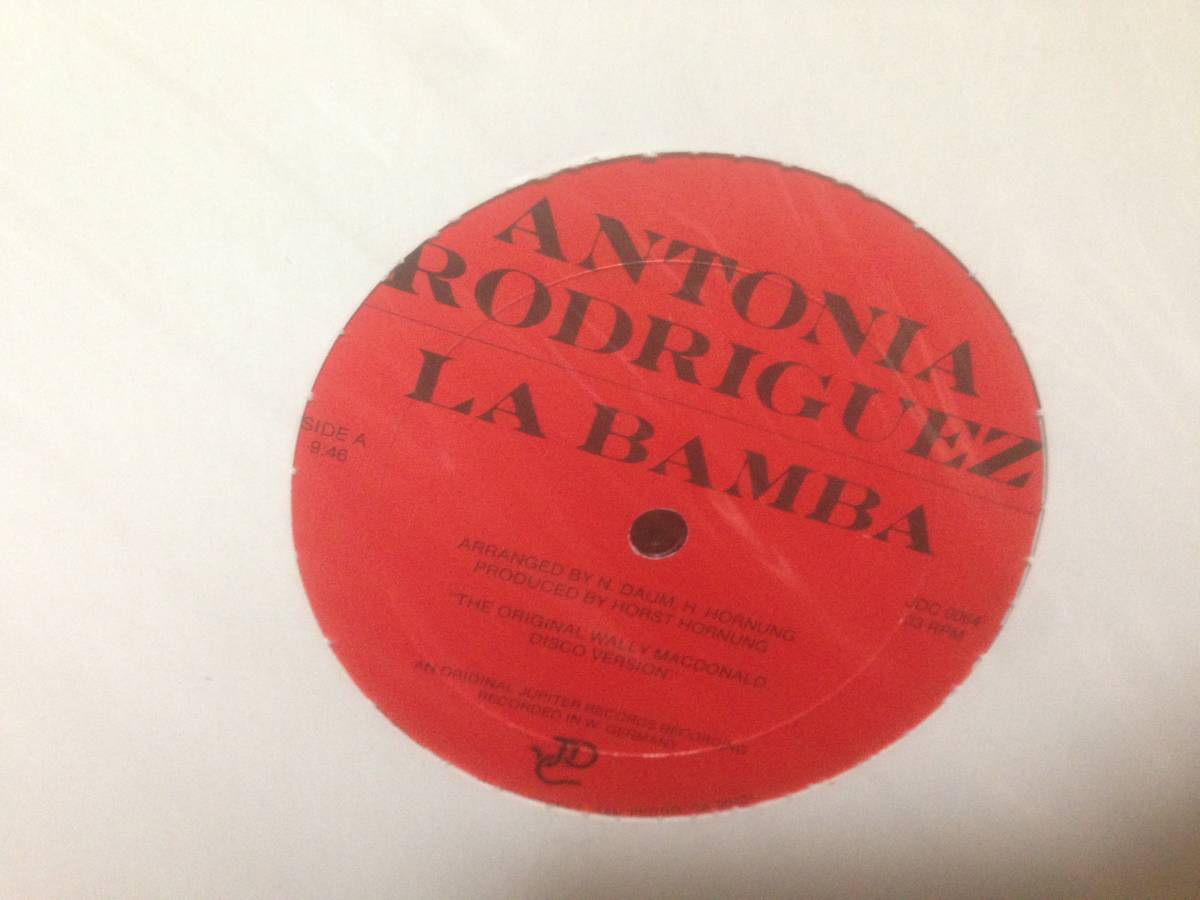 ANTONIA
RODRIGUEZ
LA BAMBA
SIDE A
9:46
ARRANGED BY N. DAUM, H. HORNUNG
PRODUCED BY HORST HORNUNG
"THE ORIGINAL WALLY MACDONALD
DISCO VERSION"
JDC 0064
33 RPM
AN ORIGINAL JUPITER RECORDS RECORDING
RECORDED IN W. GERMANY
JDC